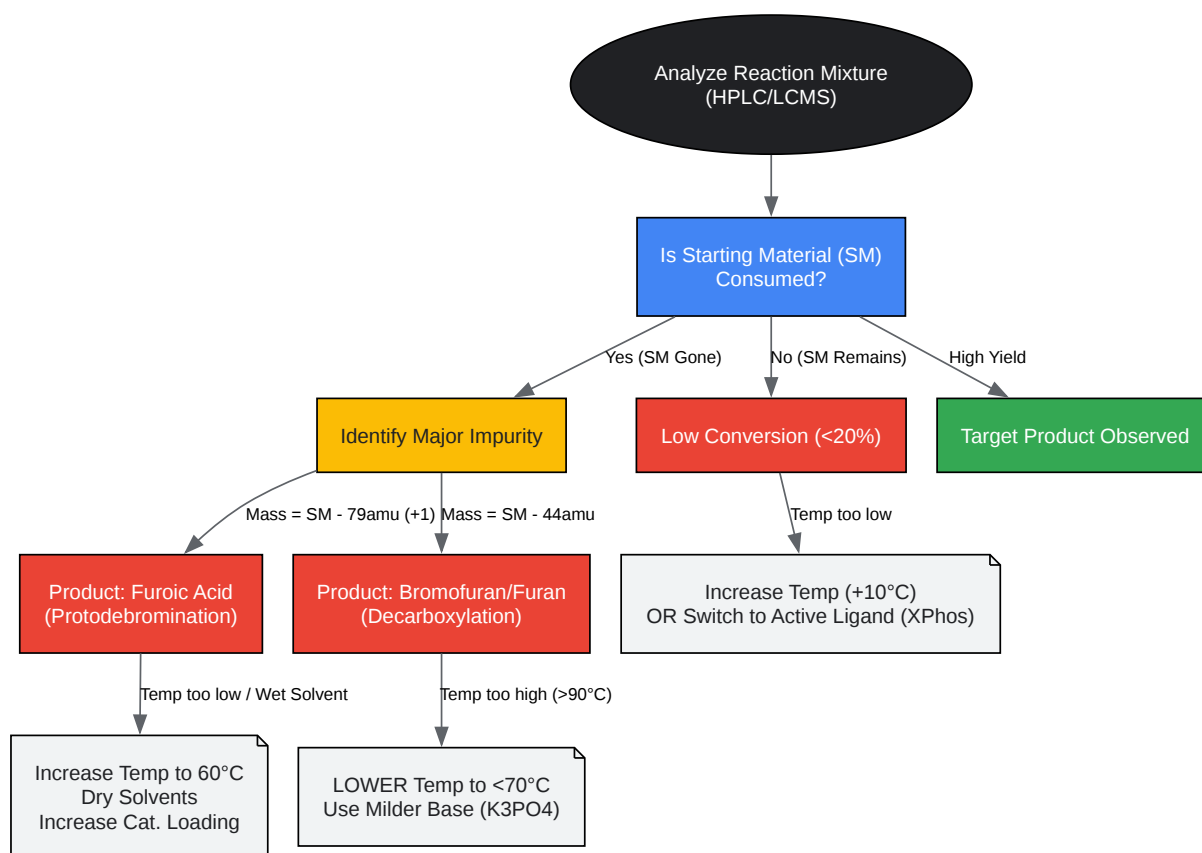 Analyze Reaction Mixture
(HPLC/LCMS)
Is Starting Material (SM)
Consumed?
Yes (SM Gone)
No (SM Remains)
High Yield
Identify Major Impurity
Low Conversion (<20%)
Target Product Observed
Mass = SM - 79amu (+1)
Mass = SM - 44amu
Temp too low
Product: Furoic Acid
(Protodebromination)
Product: Bromofuran/Furan
(Decarboxylation)
Increase Temp (+10°C)
OR Switch to Active Ligand (XPhos)
Temp too low / Wet Solvent
Temp too high (>90°C)
Increase Temp to 60°C
Dry Solvents
Increase Cat. Loading
LOWER Temp to <70°C
Use Milder Base (K3PO4)